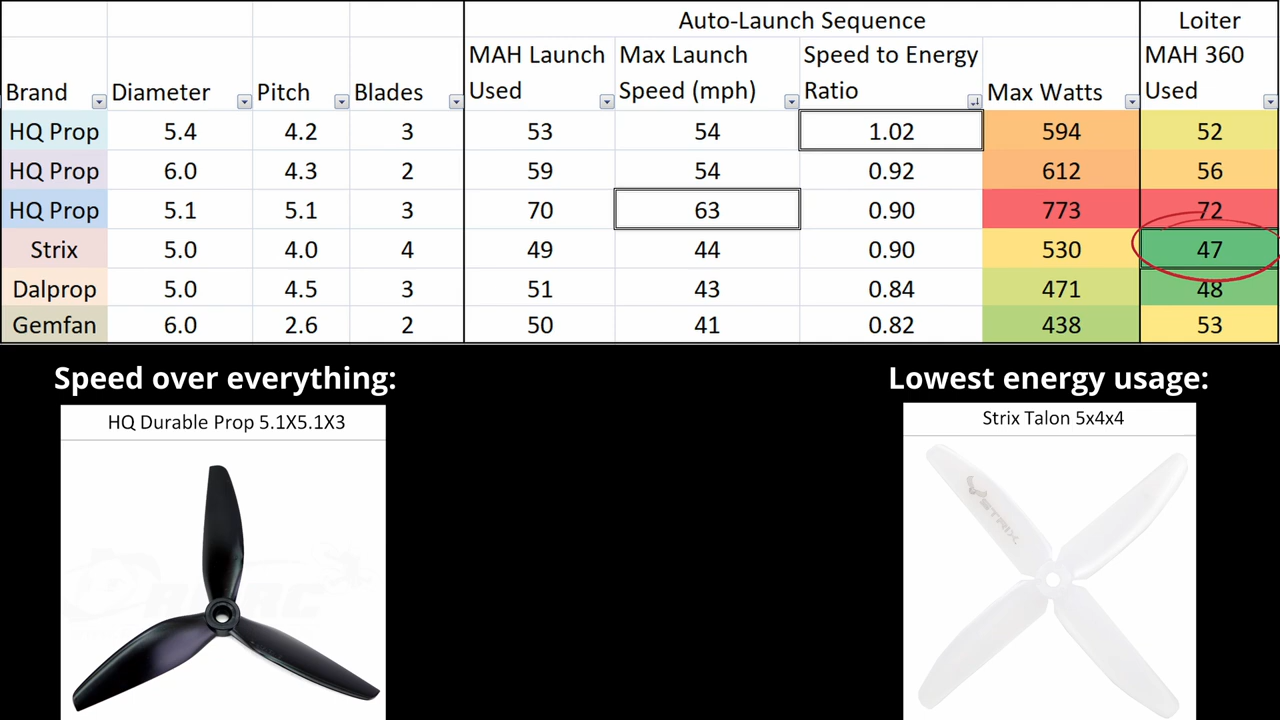 Auto-Launch Sequence Loiter
Brand Diameter Pitch Blades MAH Launch Used Max Launch Speed (mph) Speed to Energy Ratio Max Watts MAH 360 Used
HQ Prop 5.4 4.2 3 53 54 1.02 594 52
HQ Prop 6.0 4.3 2 59 54 0.92 612 56
HQ Prop 5.1 5.1 3 70 63 0.90 773 72
Strix 5.0 4.0 4 49 44 0.90 530 47
Dalprop 5.0 4.5 3 51 43 0.84 471 48
Gemfan 6.0 2.6 2 50 41 0.82 438 53
Speed over everything:
HQ Durable Prop 5.1X5.1X3
Lowest energy usage:
Strix Talon 5x4x4
STRIX